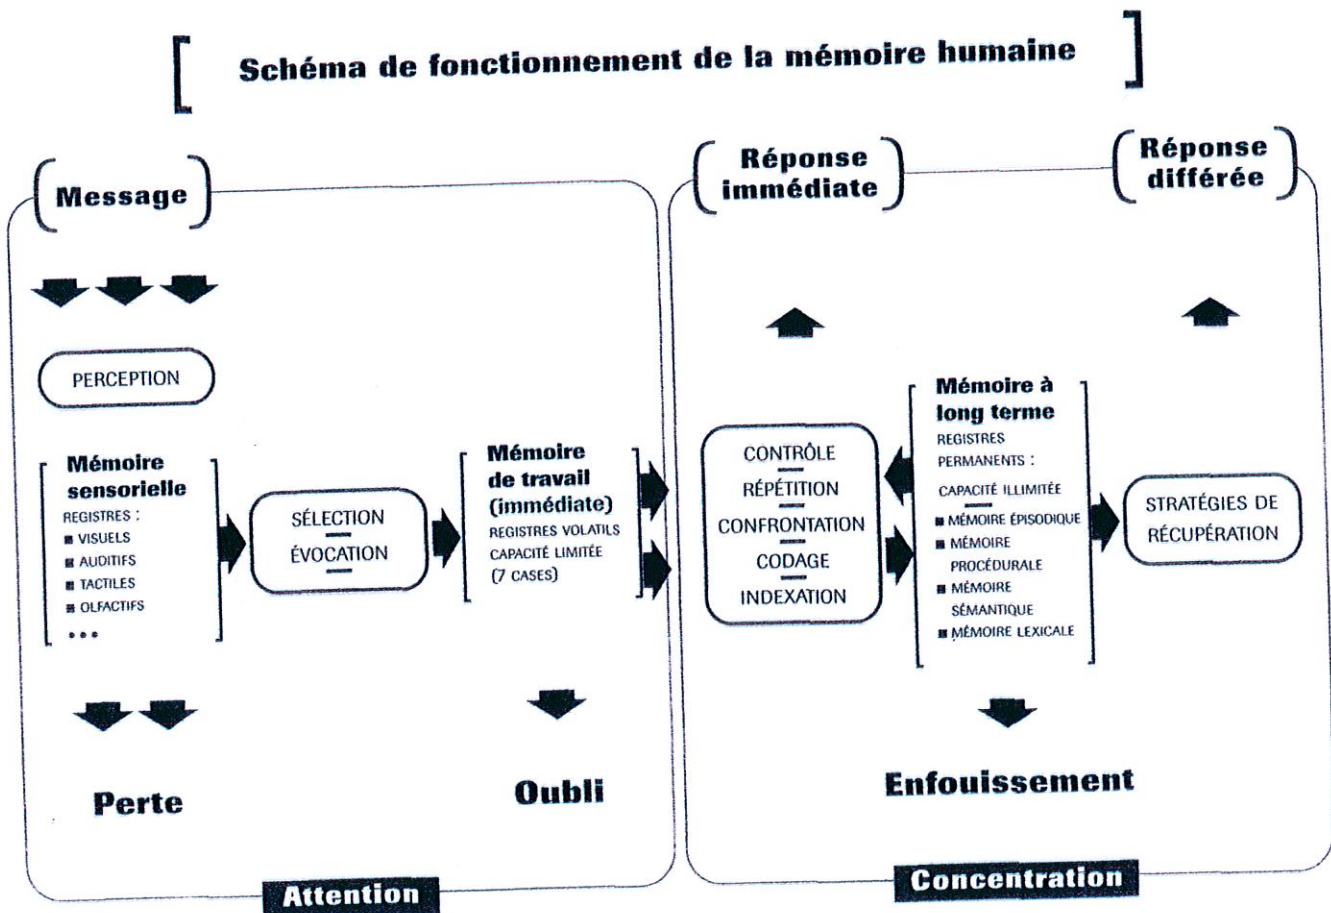 Schéma de fonctionnement de la mémoire humaine
Message
Réponse
immédiate
Réponse
différée
PERCEPTION
Mémoire
sensorielle
REGISTRES :
■ VISUELS
■ AUDITIFS
■ TACTILES
■ OLFACTIFS
•••
SÉLECTION
ÉVOCATION
Mémoire
de travail
(immédiate)
REGISTRES VOLATILS
CAPACITÉ LIMITÉE
(7 CASES)
CONTRÔLE
RÉPÉTITION
CONFRONTATION
CODAGE
INDEXATION
Mémoire à
long terme
REGISTRES
PERMANENTS :
CAPACITÉ ILLIMITÉE
■ MÉMOIRE ÉPISODIQUE
■ MÉMOIRE
PROCÉDURALE
■ MÉMOIRE
SÉMANTIQUE
■ MÉMOIRE LEXICALE
STRATÉGIES DE
RÉCUPÉRATION
Perte
Oubli
Enfouissement
Attention
Concentration